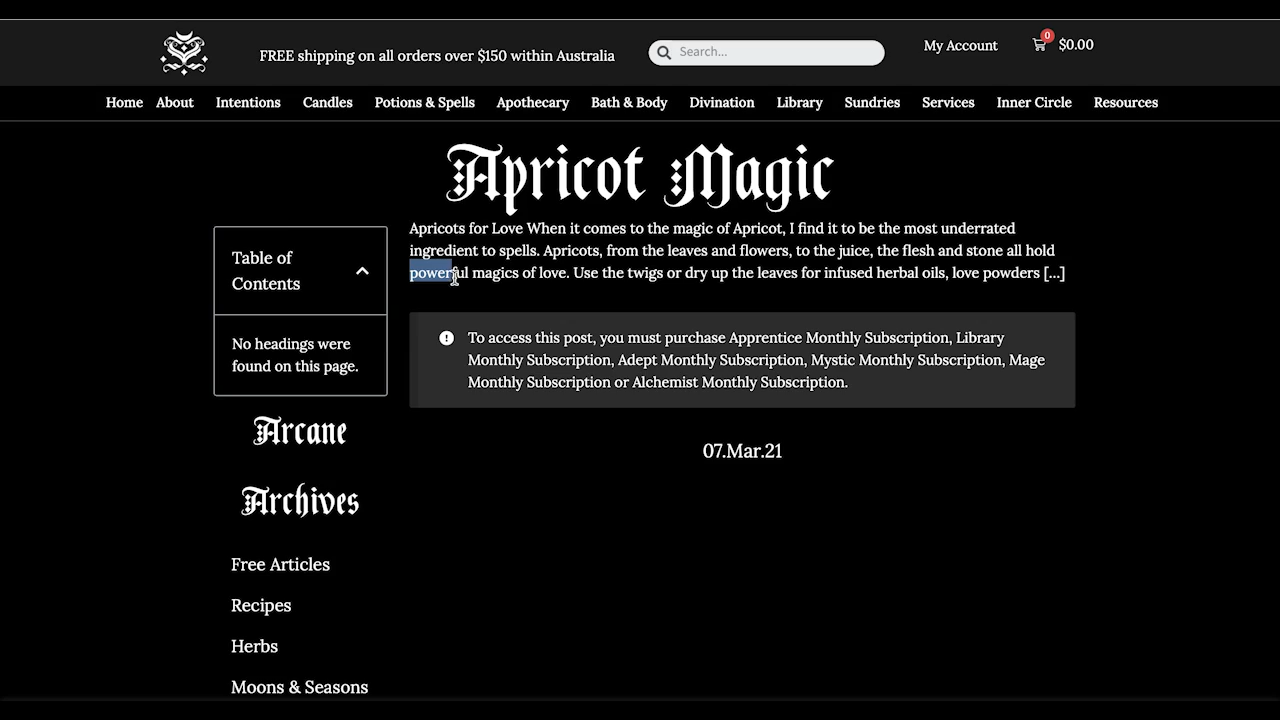 FREE shipping on all orders over $150 within Australia
Search...
My Account
0
$0.00
Home About Intentions Candles Potions & Spells Apothecary Bath & Body Divination Library Sundries Services Inner Circle Resources
Apricot Magic
Table of
Contents
No headings were
found on this page.
Apricots for Love When it comes to the magic of Apricot, I find it to be the most underrated
ingredient to spells. Apricots, from the leaves and flowers, to the juice, the flesh and stone all hold
powerful magics of love. Use the twigs or dry up the leaves for infused herbal oils, love powders [...]
To access this post, you must purchase Apprentice Monthly Subscription, Library
Monthly Subscription, Adept Monthly Subscription, Mystic Monthly Subscription, Mage
Monthly Subscription or Alchemist Monthly Subscription.
07.Mar.21
Arcane
Archives
Free Articles
Recipes
Herbs
Moons & Seasons